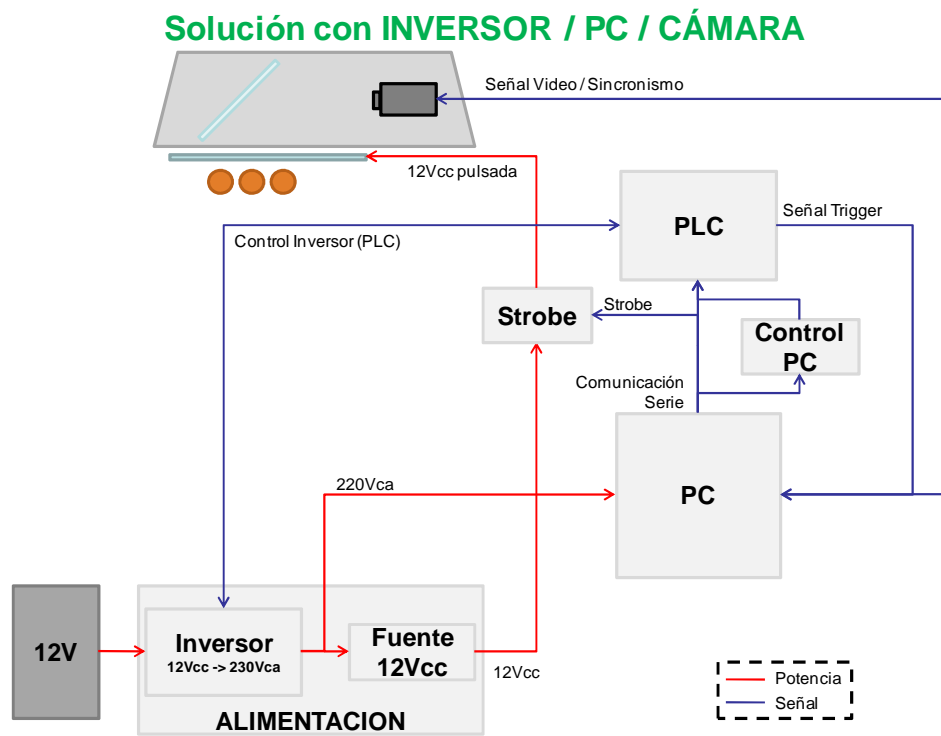 Solución con INVERSOR / PC / CÁMARA
Señal Video / Sincronismo
12Vcc pulsada
PLC
Señal Trigger
Control Inversor (PLC)
Strobe
Strobe
Control
PC
Comunicación
Serie
220Vca
PC
12V
Inversor
12Vcc -> 230Vca
Fuente
12Vcc
12Vcc
ALIMENTACION
Potencia
Señal